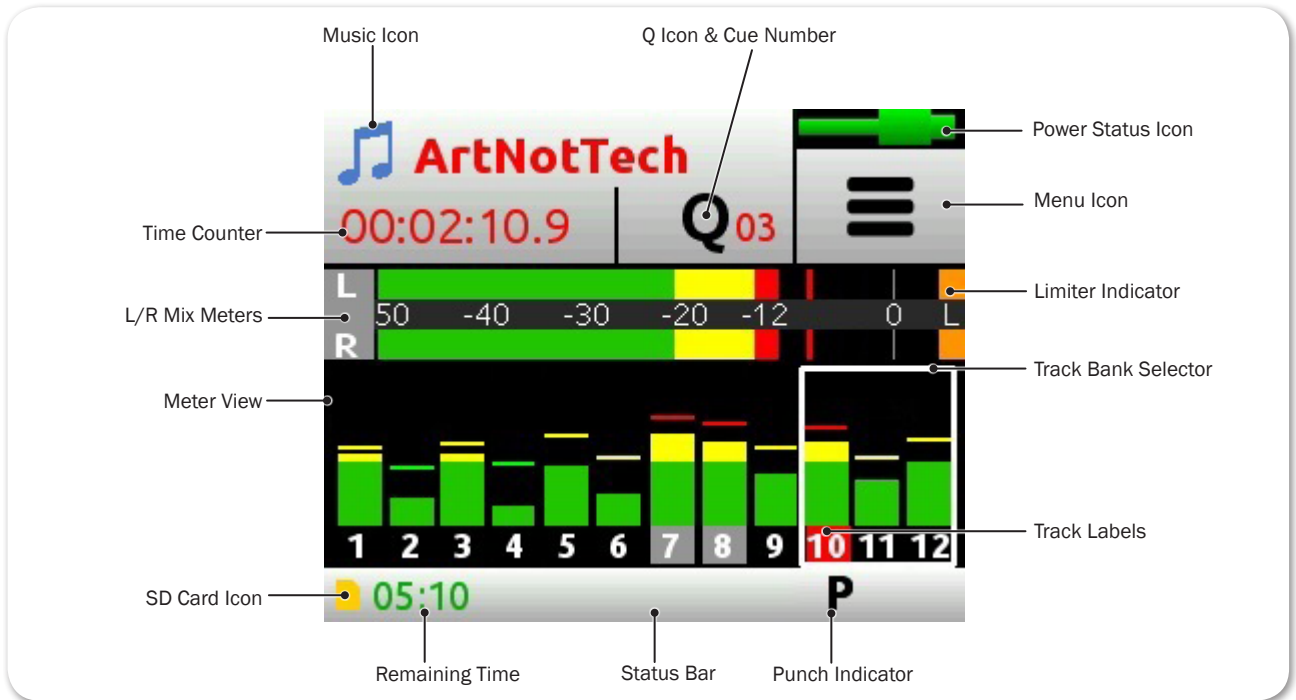 Music Icon
Q Icon & Cue Number
ArtNotTech
Power Status Icon
Menu Icon
Time Counter
00:02:10.9
Q 03
L
Limiter Indicator
L/R Mix Meters
50 -40 -30 -20 -12 0 L
R
Track Bank Selector
Meter View
Track Labels
1 2 3 4 5 6 7 8 9 10 11 12
SD Card Icon
05:10
P
Remaining Time
Status Bar
Punch Indicator